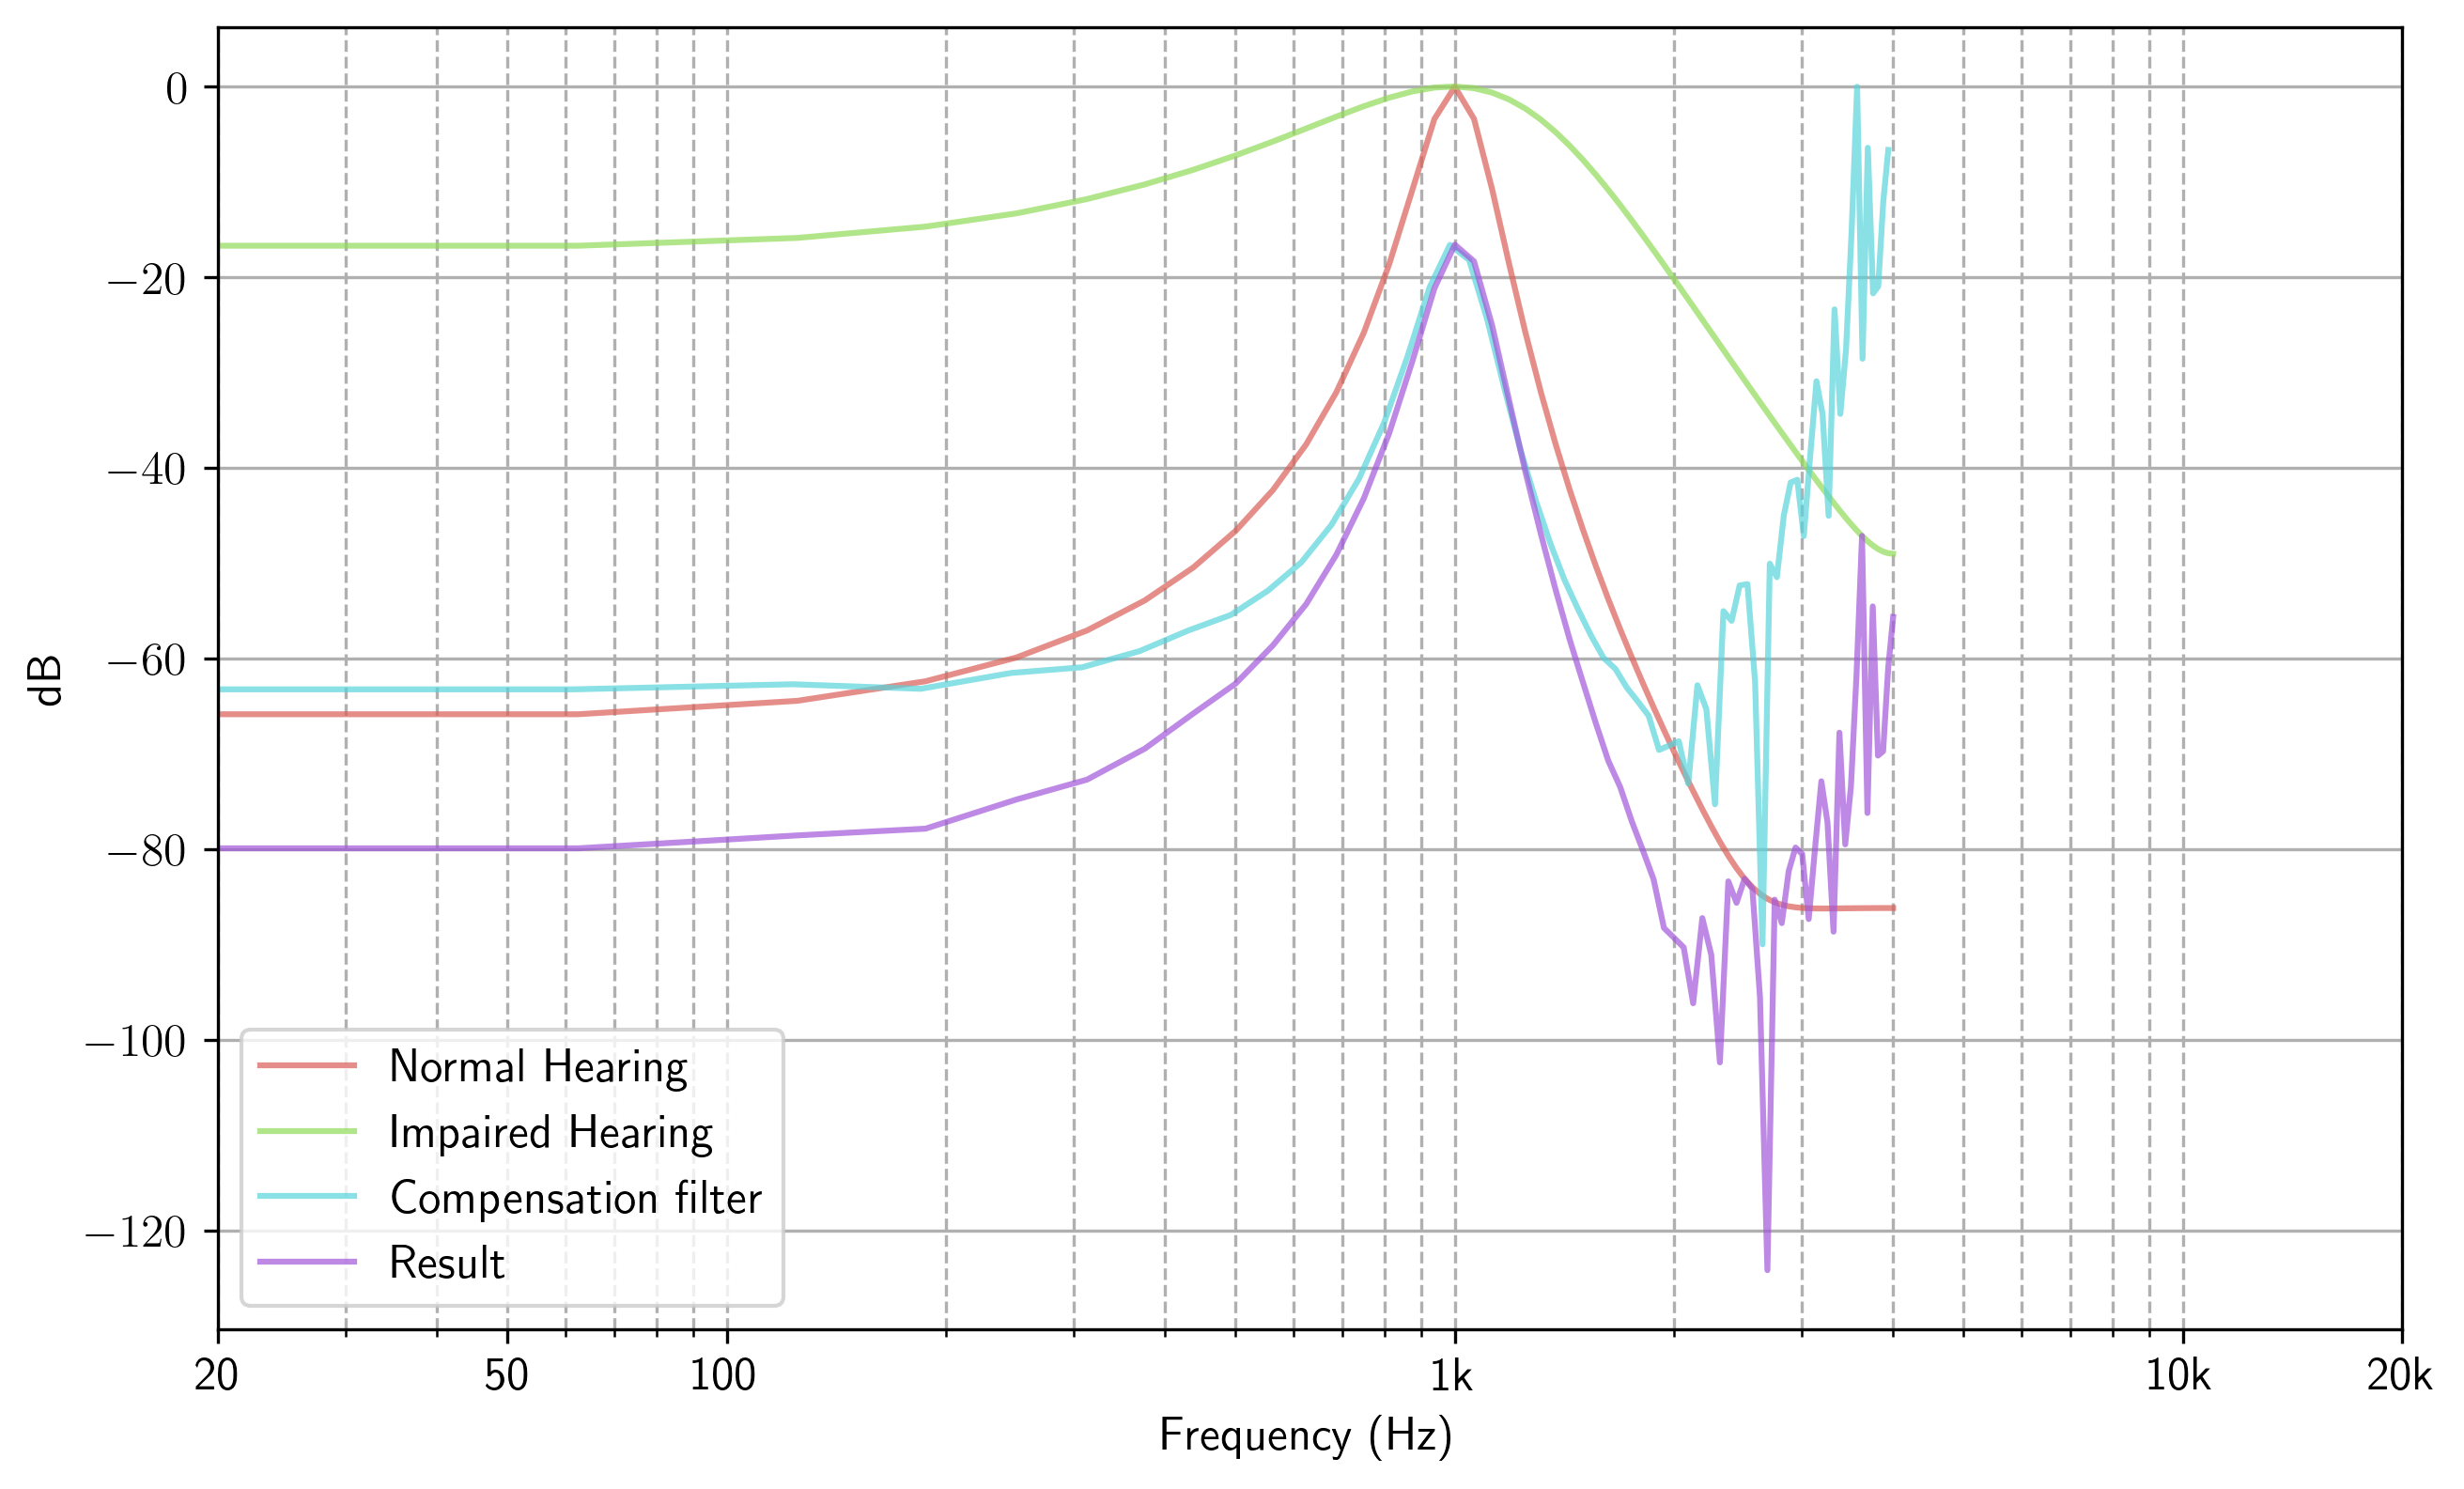 0
−20
−40
−60
−80
−100
−120
dB
Normal Hearing
Impaired Hearing
Compensation filter
Result
20 50 100 1k 10k 20k
Frequency (Hz)